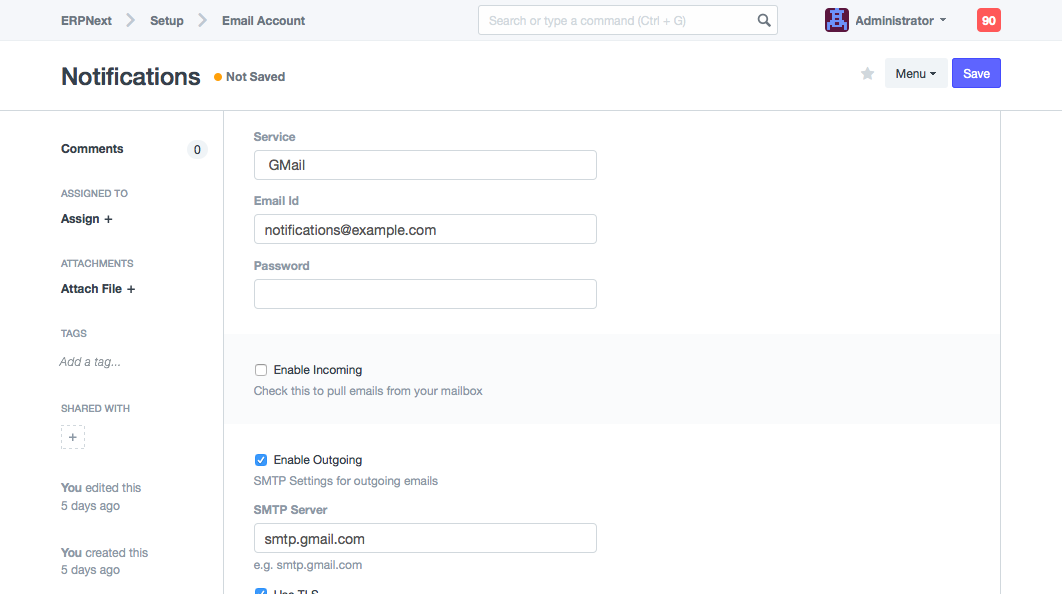 ERPNext Setup Email Account
Search or type a command (Ctrl + G)
Administrator
90
Notifications
Not Saved
Menu
Save
Comments 0
ASSIGNED TO
Assign +
ATTACHMENTS
Attach File +
TAGS
Add a tag...
SHARED WITH
+
You edited this
5 days ago
You created this
5 days ago
Service
GMail
Email Id
notifications@example.com
Password
Enable Incoming
Check this to pull emails from your mailbox
Enable Outgoing
SMTP Settings for outgoing emails
SMTP Server
smtp.gmail.com
e.g. smtp.gmail.com
Use TLS